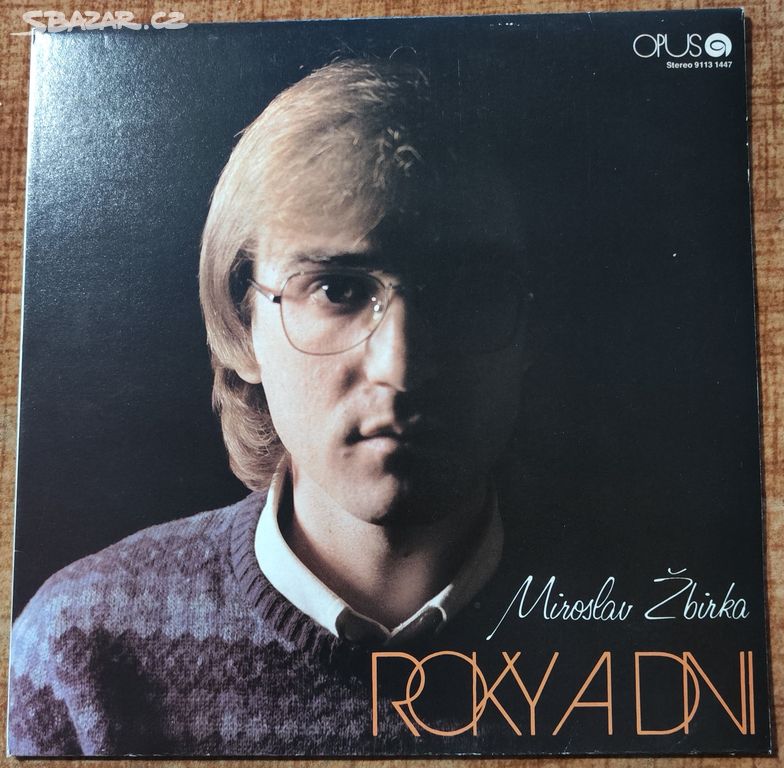 SBAZAR.CZ
OPUS
Stereo 9113 1447
Miroslav Žbirka
ROKY A DNI